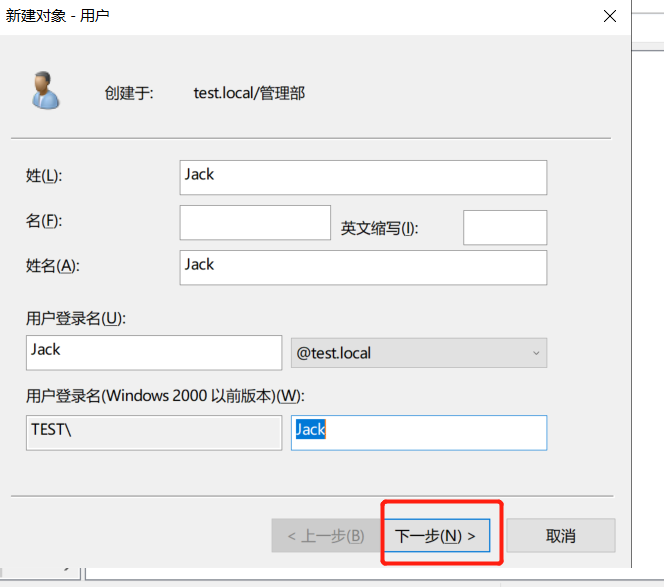 新建对象 - 用户
创建于: test.local/管理部
姓(L): Jack
名(F): 英文缩写(I):
姓名(A): Jack
用户登录名(U):
Jack @test.local
用户登录名(Windows 2000 以前版本)(W):
TEST\ Jack
< 上一步(B) 下一步(N) > 取消